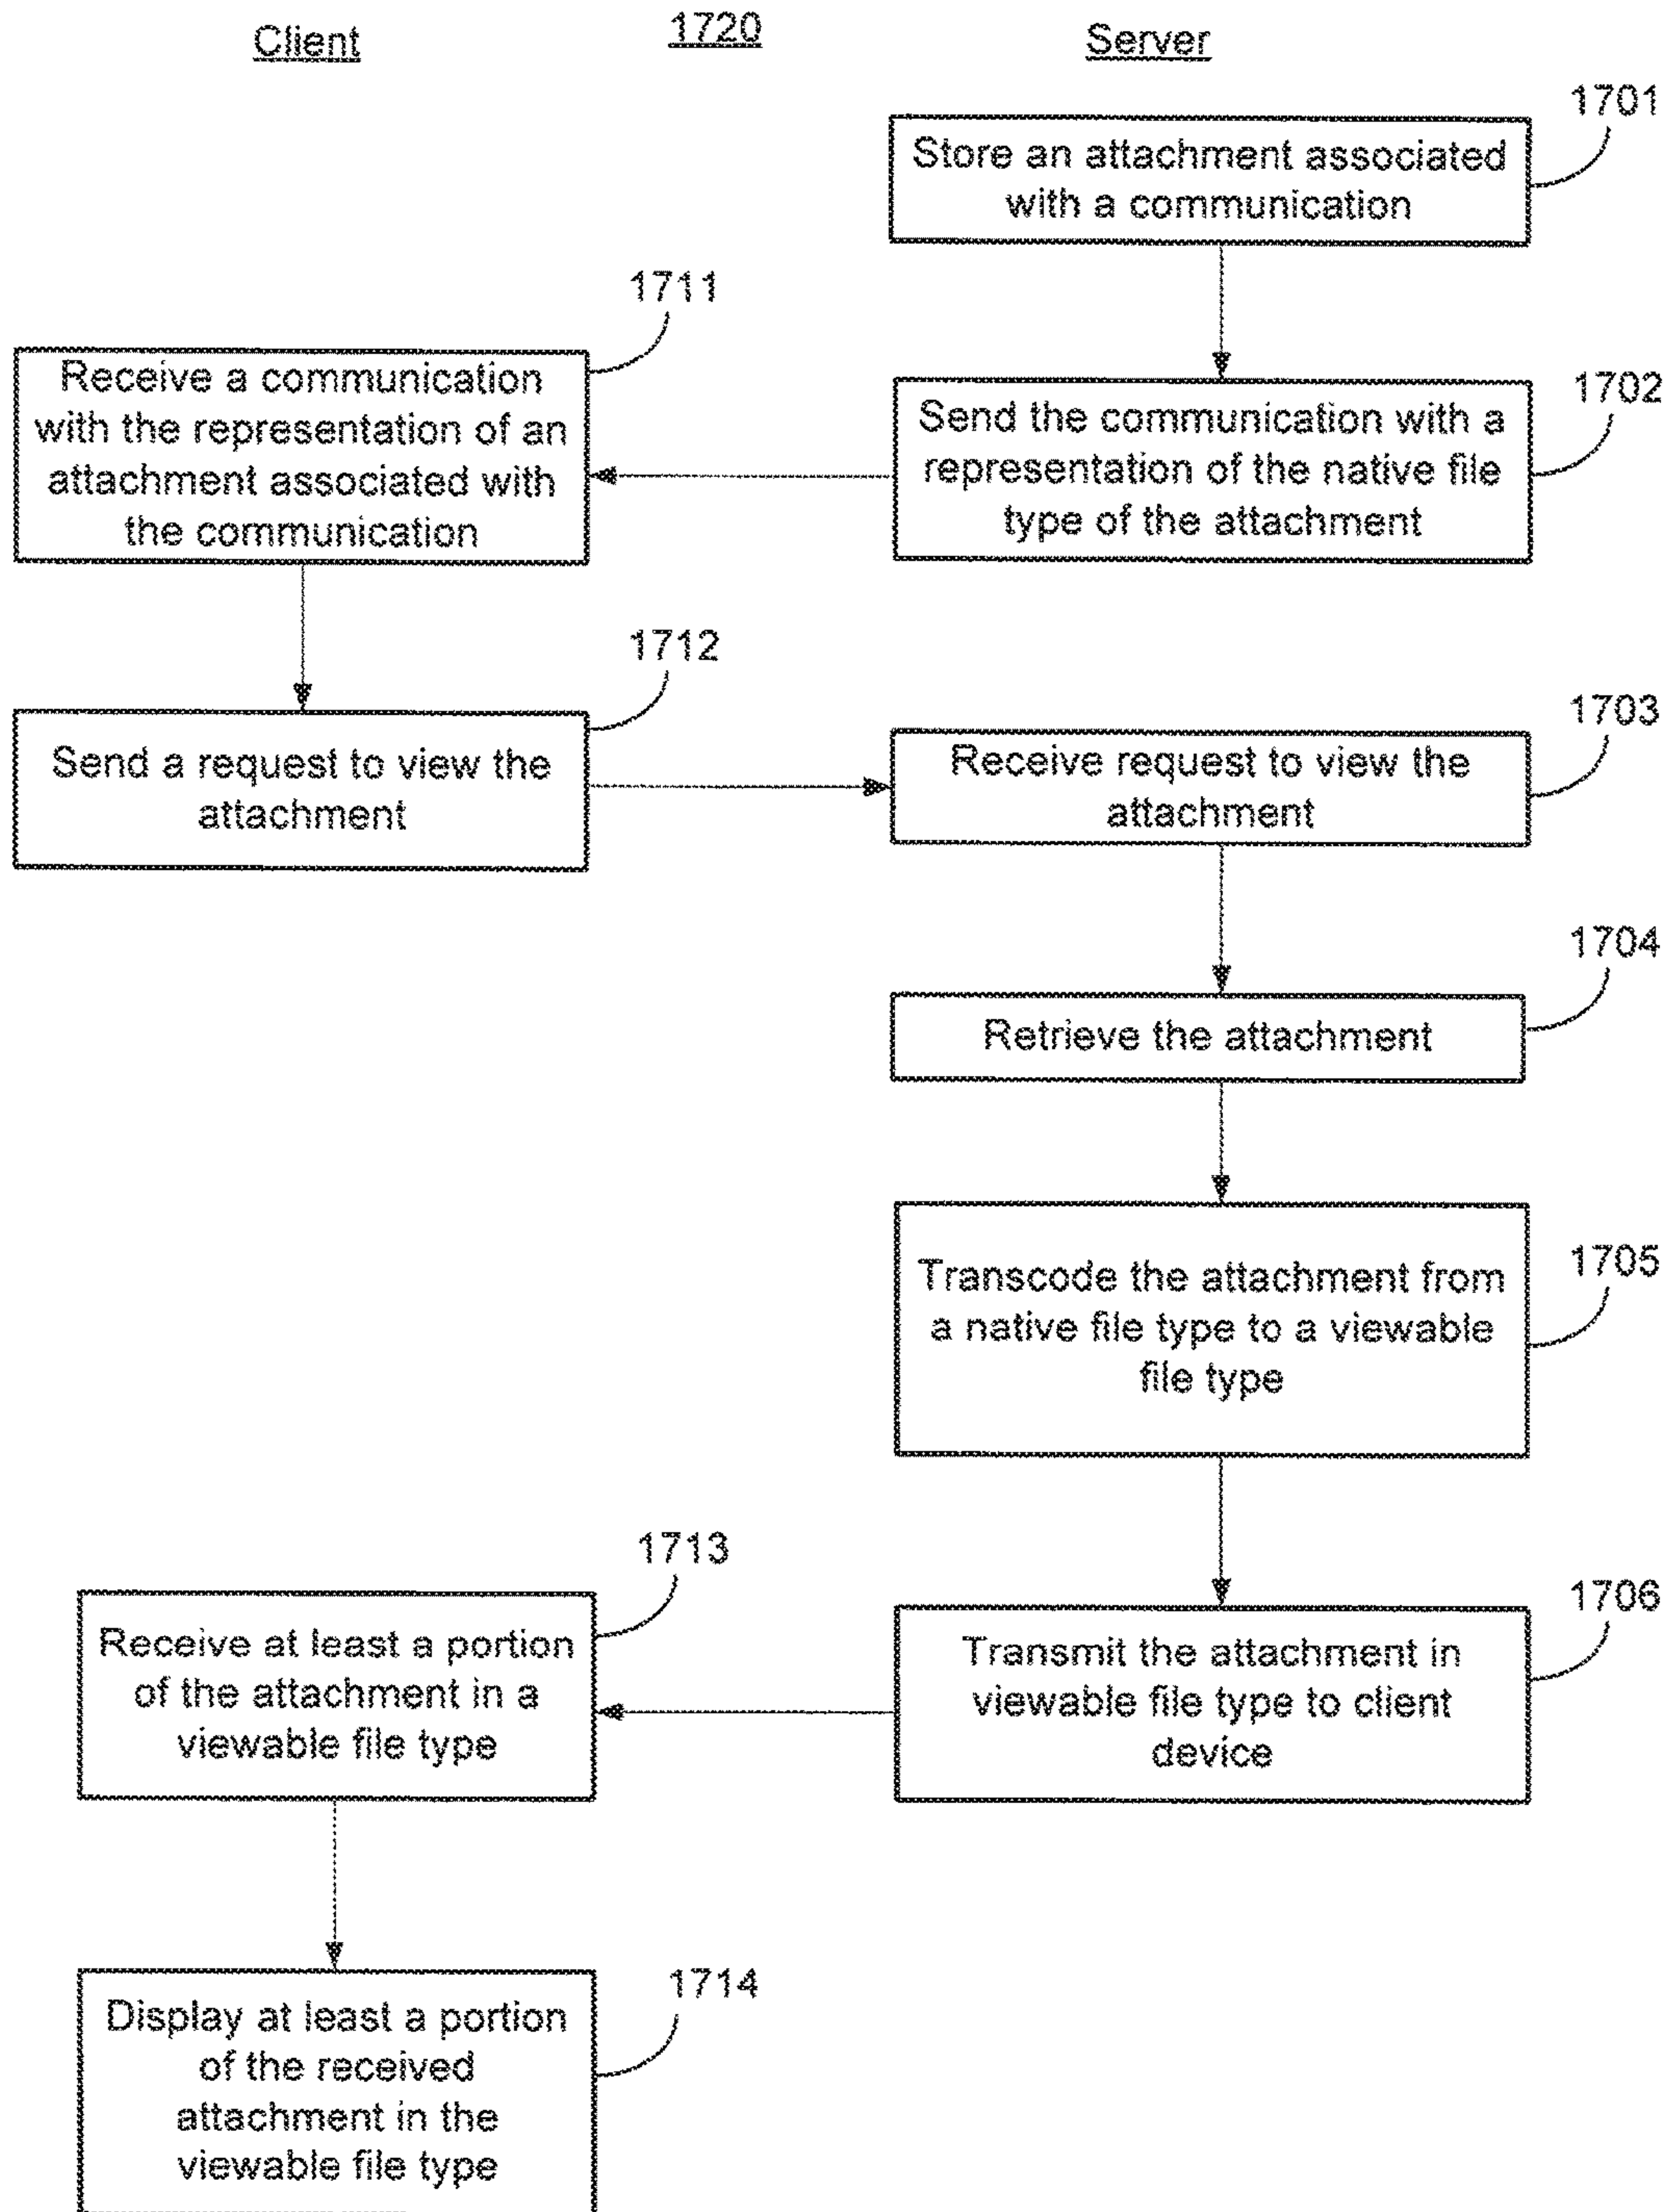 Client
1720
Server
1701
Store an attachment associated
with a communication
1711
Receive a communication
with the representation of an
attachment associated with
the communication
1702
Send the communication with a
representation of the native file
type of the attachment
1712
Send a request to view the
attachment
1703
Receive request to view the
attachment
1704
Retrieve the attachment
1705
Transcode the attachment from
a native file type to a viewable
file type
1713
Receive at least a portion
of the attachment in a
viewable file type
1706
Transmit the attachment in
viewable file type to client
device
1714
Display at least a portion
of the received
attachment in the
viewable file type